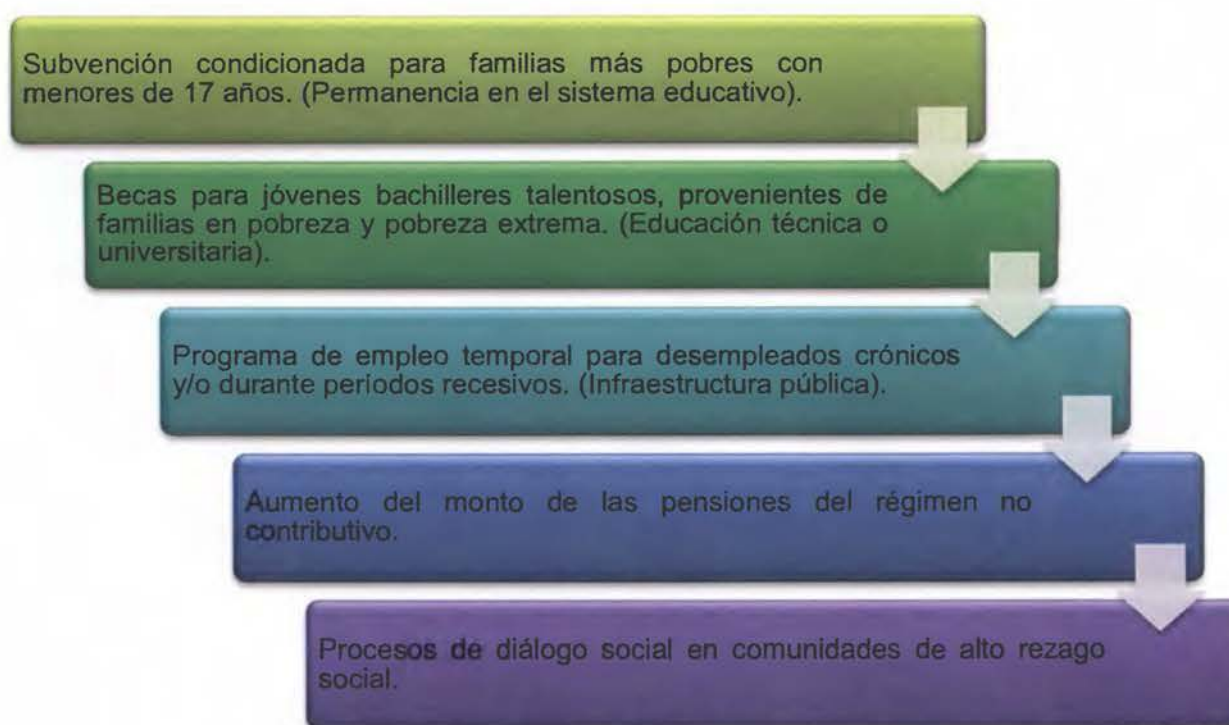 Subvención condicionada para familias más pobres con
menores de 17 años. (Permanencia en el sistema educativo).
Becas para jóvenes bachilleres talentosos, provenientes de
familias en pobreza y pobreza extrema. (Educación técnica o
universitaria).
Programa de empleo temporal para desempleados crónicos
y/o durante períodos recesivos. (Infraestructura pública).
Aumento del monto de las pensiones del régimen no
contributivo.
Procesos de diálogo social en comunidades de alto rezago
social.